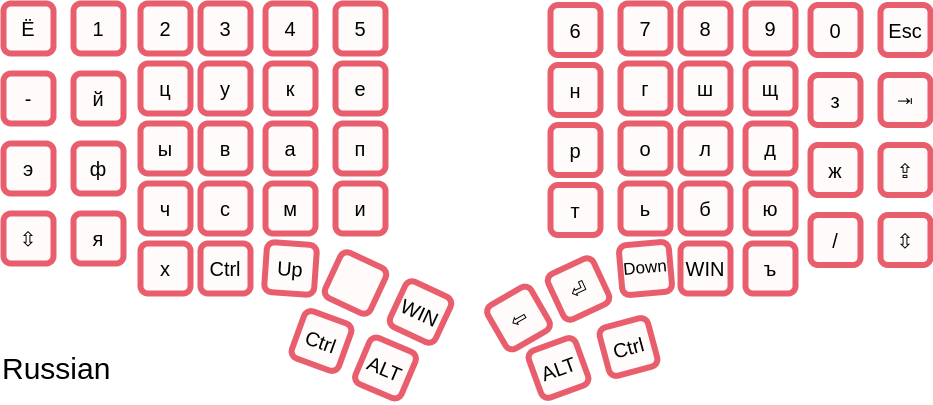 Ё 1 2 3 4 5 6 7 8 9 0 Esc
- й ц у к е н г ш щ з ⇥
э ф ы в а п р о л д ж ⇪
⇳ я ч с м и т ь б ю / ⇳
х Ctrl Up WIN ⏎ Down WIN ъ
Ctrl ALT ⇦ ALT Ctrl
Russian